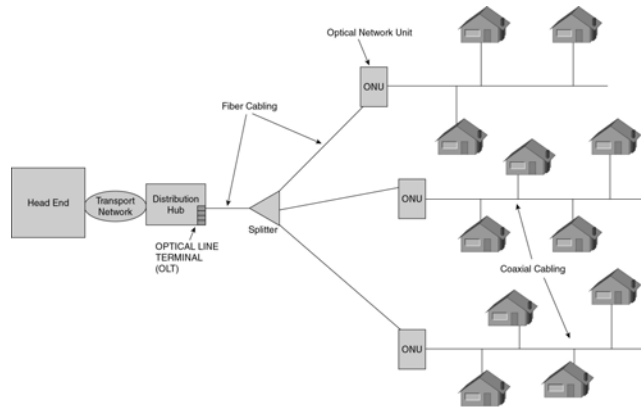 Optical Network Unit
ONU
Fiber Cabling
Head End
Transport
Network
Distribution
Hub
ONU
Splitter
OPTICAL LINE
TERMINAL
(OLT)
Coaxial Cabling
ONU